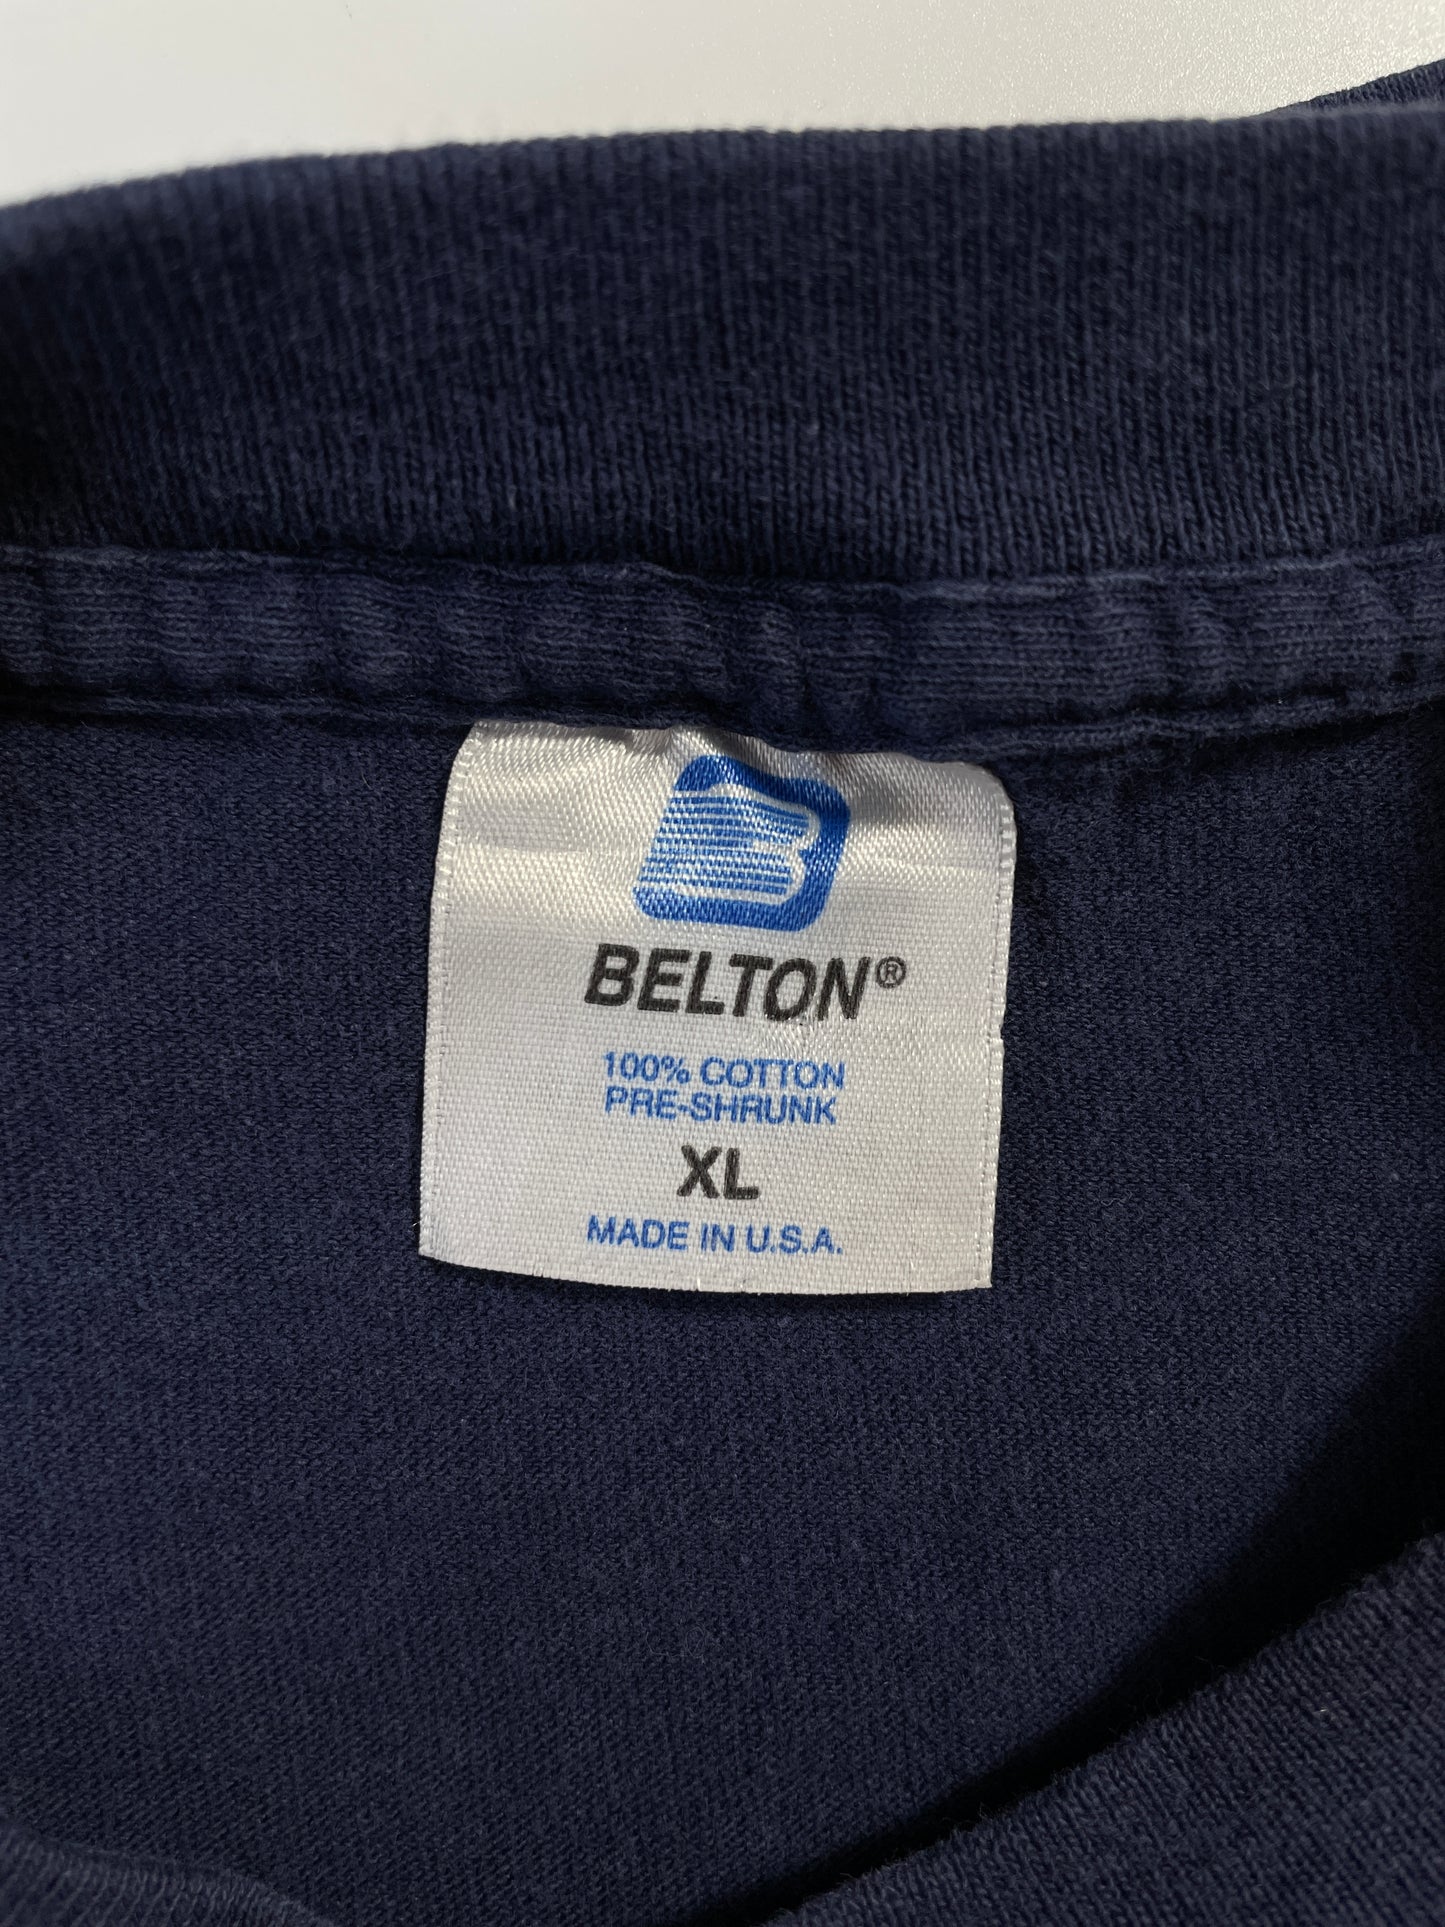 BELTON®
100% COTTON
PRE-SHRUNK
XL
MADE IN U.S.A.